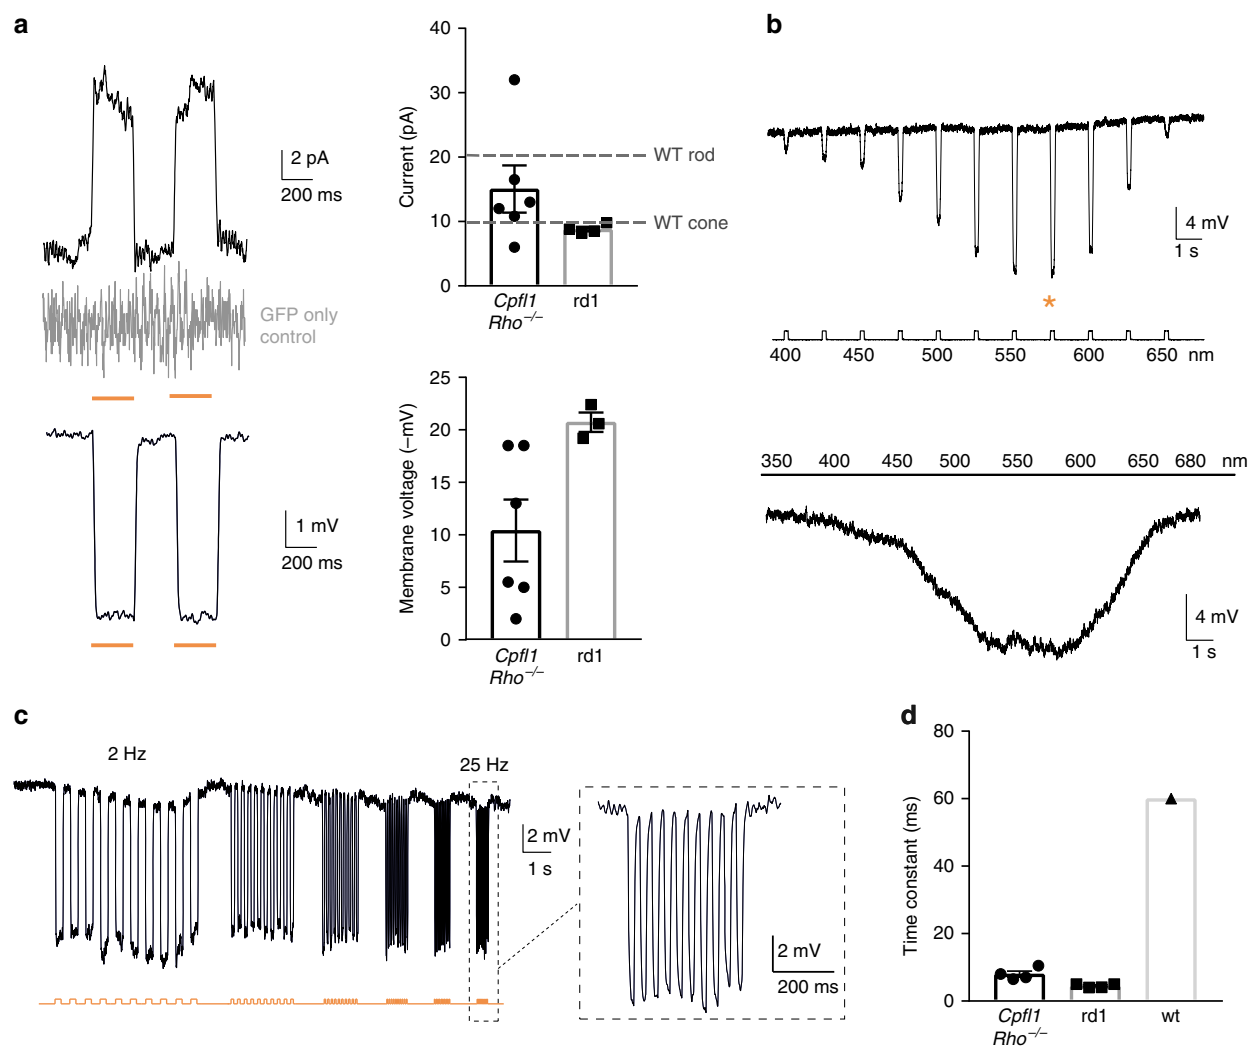 a
2 pA
200 ms
GFP only
control
1 mV
200 ms
40
30
20
10
0
Current (pA)
WT rod
WT cone
Cpfl1
Rho−/−
rd1
25
20
15
10
5
0
Membrane voltage (−mV)
Cpfl1
Rho−/−
rd1
b
4 mV
1 s
*
400 450 500 550 600 650 nm
350 400 450 500 550 600 650 680 nm
4 mV
1 s
c
2 Hz
25 Hz
2 mV
1 s
2 mV
200 ms
d
80
60
40
20
0
Time constant (ms)
Cpfl1
Rho−/−
rd1
wt